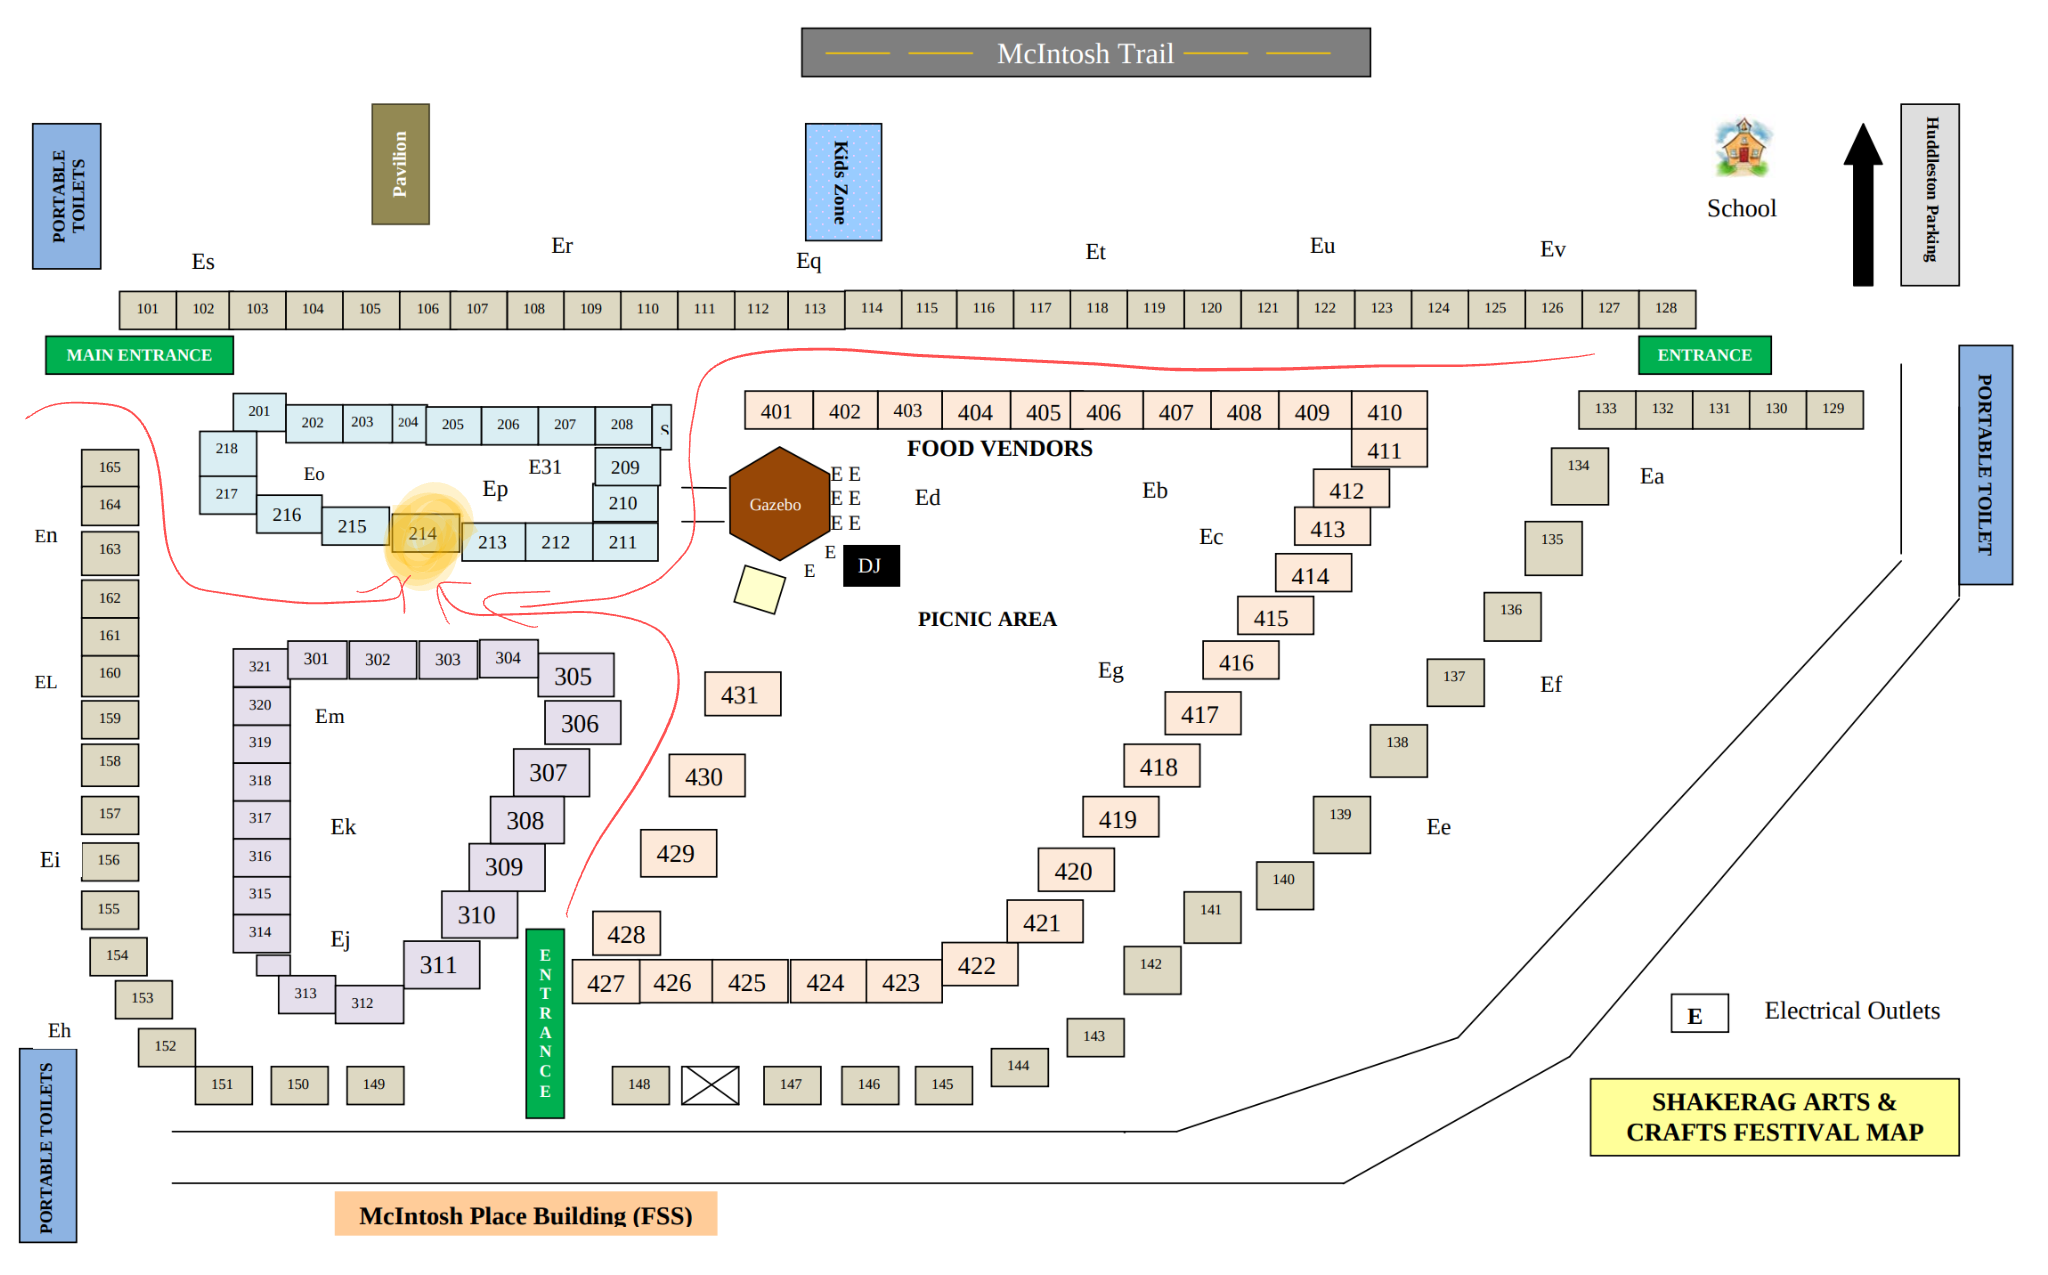 McIntosh Trail
PORTABLE
TOILETS
Pavilion
Kids Zone
School
Huddleston Parking
Es
Er
Eq
Et
Eu
Ev
101 102 103 104 105 106 107 108 109 110 111 112 113 114 115 116 117 118 119 120 121 122 123 124 125 126 127 128
MAIN ENTRANCE
ENTRANCE
PORTABLE TOILET
201 202 203 204 205 206 207 208 S
401 402 403 404 405 406 407 408 409 410
133 132 131 130 129
218
209
217
210
216 215 214 213 212 211
Eo
E31
Ep
Gazebo
FOOD VENDORS
E E
E E
E E
E
E
DJ
Ed
Eb
Ec
PICNIC AREA
Eg
411
412
413
414
415
416
417
418
419
420
421
422
134
135
136
137
138
139
140
141
142
143
144
Ea
Ef
Ee
165
164
163
162
161
160
159
158
157
156
155
154
153
152
151 150 149
En
EL
Ei
Eh
321 301 302 303 304 305
320
319
318
317
316
315
314
313 312
306
307
308
309
310
311
Em
Ek
Ej
431
430
429
428
427 426 425 424 423
ENTRANCE
148 147 146 145
PORTABLE TOILETS
E Electrical Outlets
SHAKERAG ARTS &
CRAFTS FESTIVAL MAP
McIntosh Place Building (FSS)